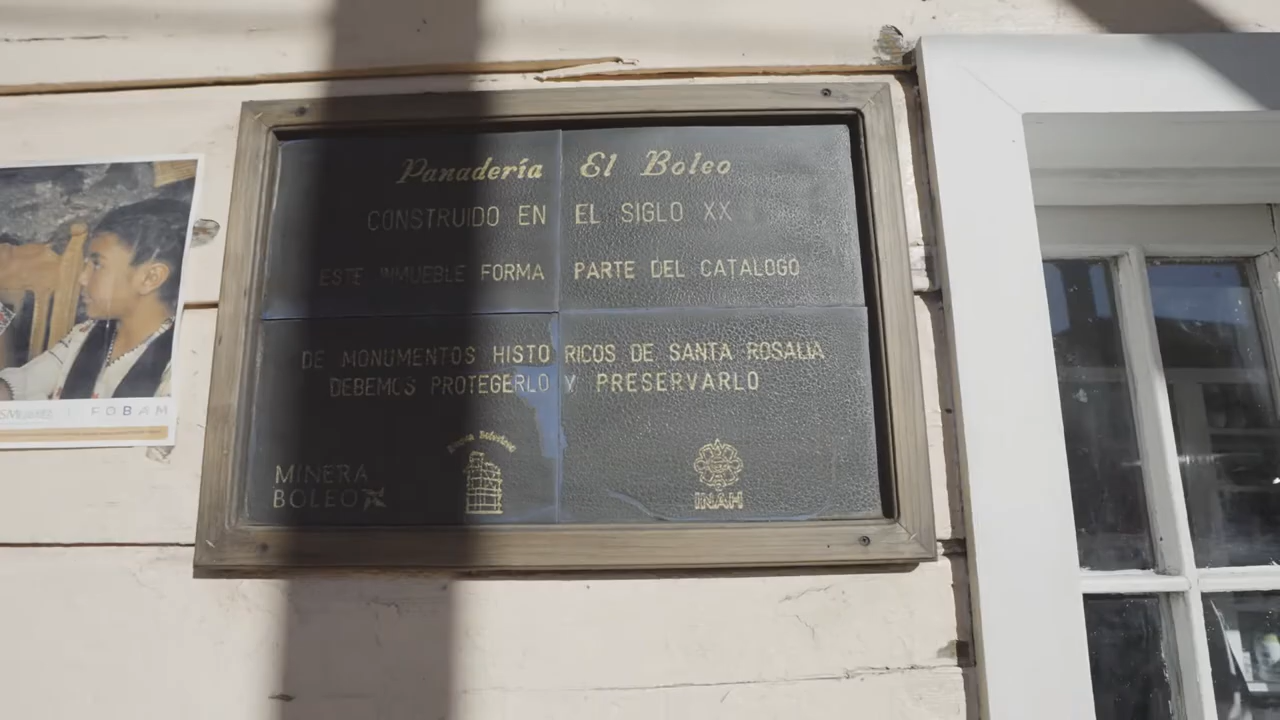 Panadería El Boleo
CONSTRUIDO EN EL SIGLO XX
ESTE INMUEBLE FORMA PARTE DEL CATALOGO
DE MONUMENTOS HISTORICOS DE SANTA ROSALIA
DEBEMOS PROTEGERLO Y PRESERVARLO
MINERA
BOLEO
INAH
FOBAM